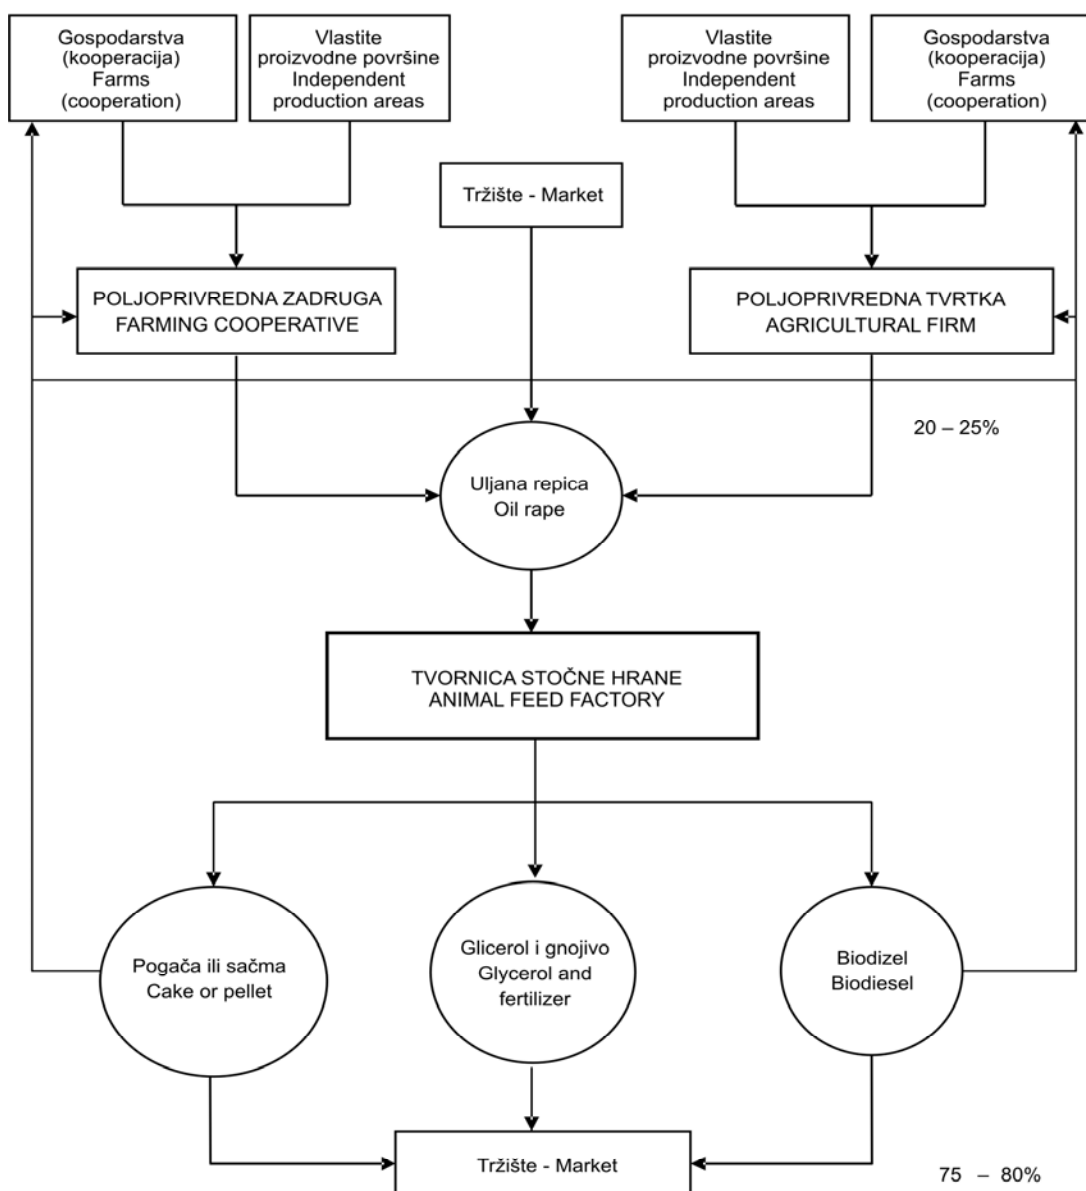 Gospodarstva
(kooperacija)
Farms
(cooperation)
Vlastite
proizvodne površine
Independent
production areas
Vlastite
proizvodne površine
Independent
production areas
Gospodarstva
(kooperacija)
Farms
(cooperation)
Tržište - Market
POLJOPRIVREDNA ZADRUGA
FARMING COOPERATIVE
POLJOPRIVREDNA TVRTKA
AGRICULTURAL FIRM
20 – 25%
Uljana repica
Oil rape
TVORNICA STOČNE HRANE
ANIMAL FEED FACTORY
Pogača ili sačma
Cake or pellet
Glicerol i gnojivo
Glycerol and
fertilizer
Biodizel
Biodiesel
Tržište - Market
75 – 80%